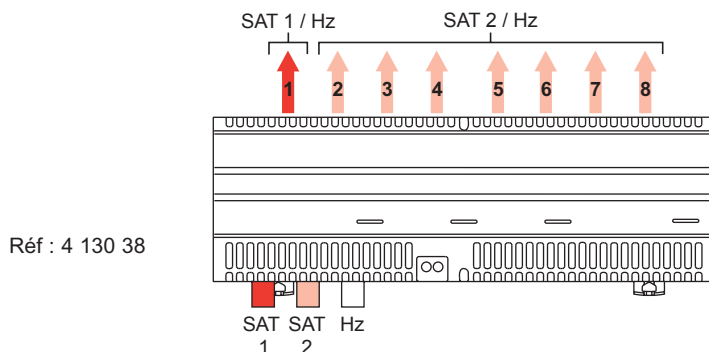 SAT 1 / Hz SAT 2 / Hz
1 2 3 4 5 6 7 8
Réf : 4 130 38
SAT 1
SAT 2
Hz